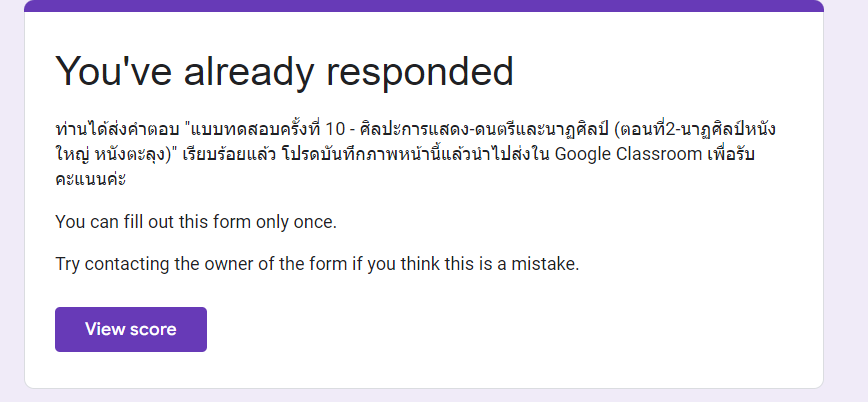 You've already responded
ท่านได้ส่งคำตอบ "แบบทดสอบครั้งที่ 10 - ศิลปะการแสดง-ดนตรีและนาฏศิลป์ (ตอนที่2-นาฏศิลป์หนัง
ใหญ่ หนังตะลุง)" เรียบร้อยแล้ว โปรดบันทึกภาพหน้านี้แล้วนำไปส่งใน Google Classroom เพื่อรับ
คะแนนค่ะ
You can fill out this form only once.
Try contacting the owner of the form if you think this is a mistake.
View score